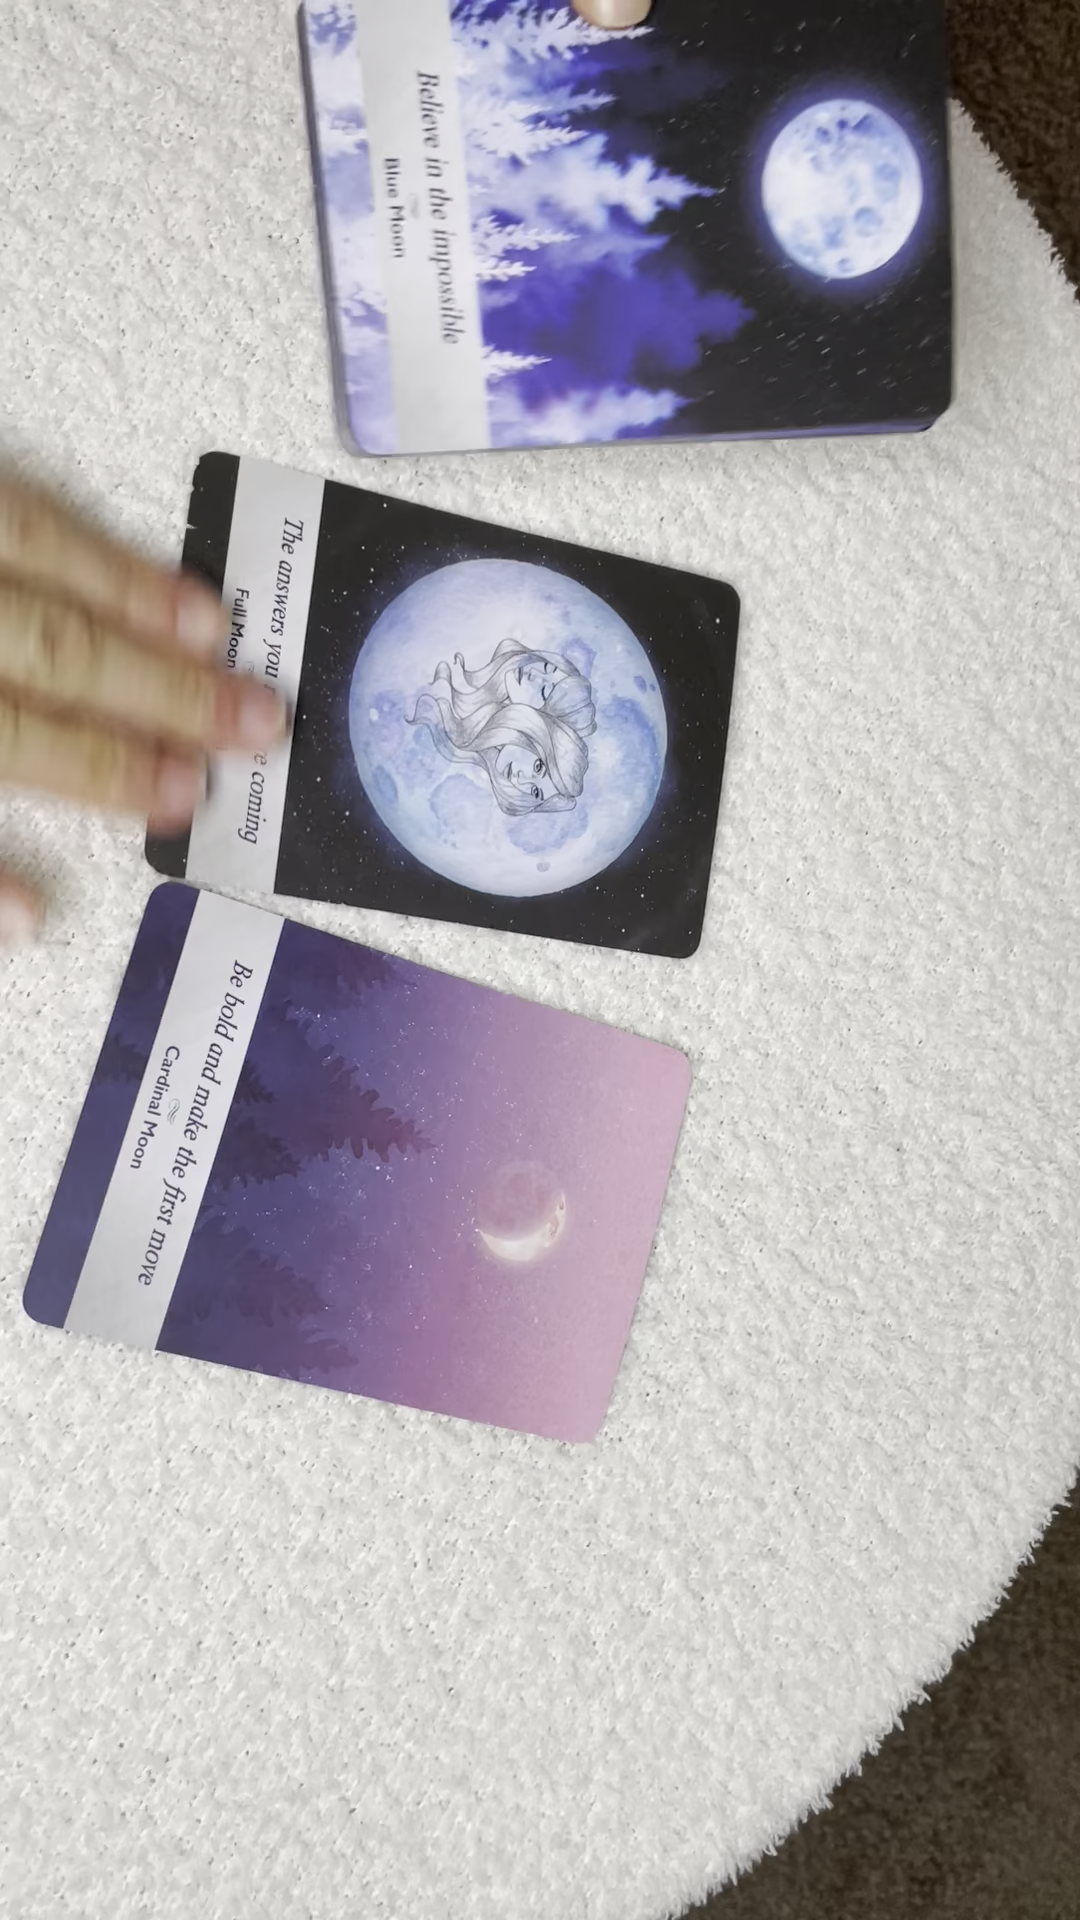 Believe in the impossible
Blue Moon
The answers you coming
Full Moon
Be bold and make the first move
Cardinal Moon